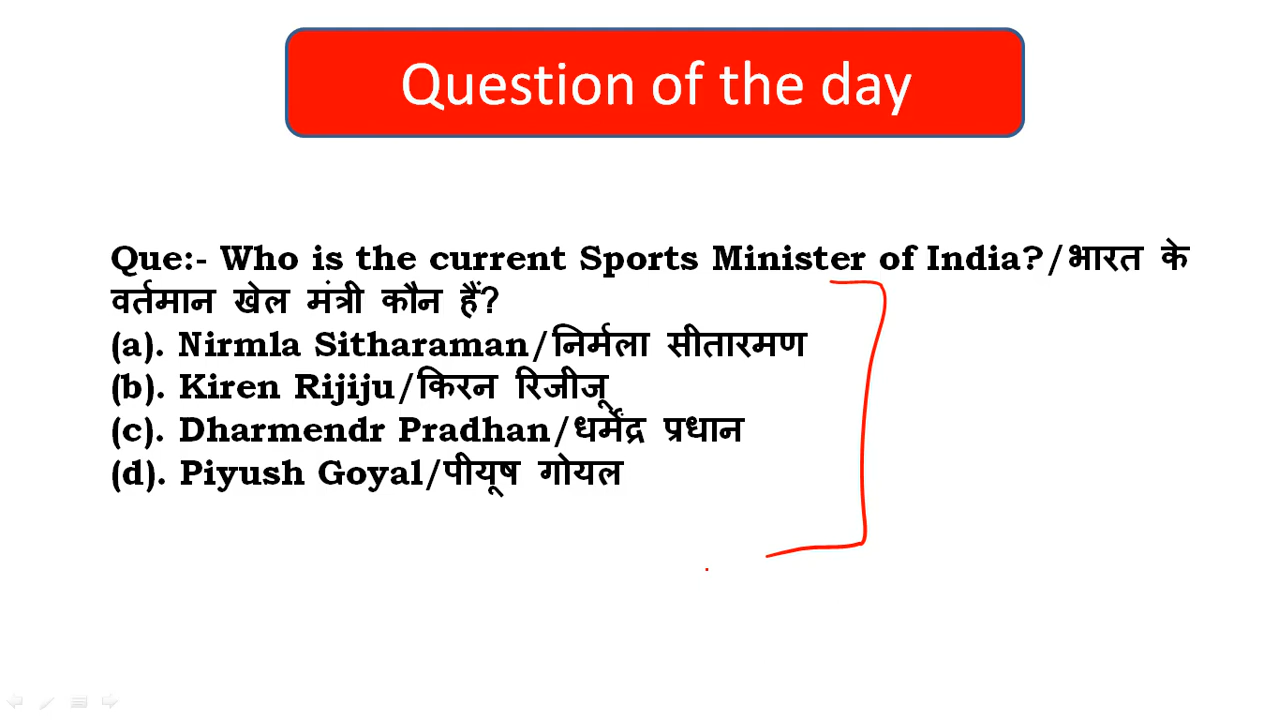 Question of the day
Que:- Who is the current Sports Minister of India?/भारत के
वर्तमान खेल मंत्री कौन हैं?
(a). Nirmla Sitharaman/निर्मला सीतारमण
(b). Kiren Rijiju/किरन रिजीजू
(c). Dharmendr Pradhan/धर्मेंद्र प्रधान
(d). Piyush Goyal/पीयूष गोयल